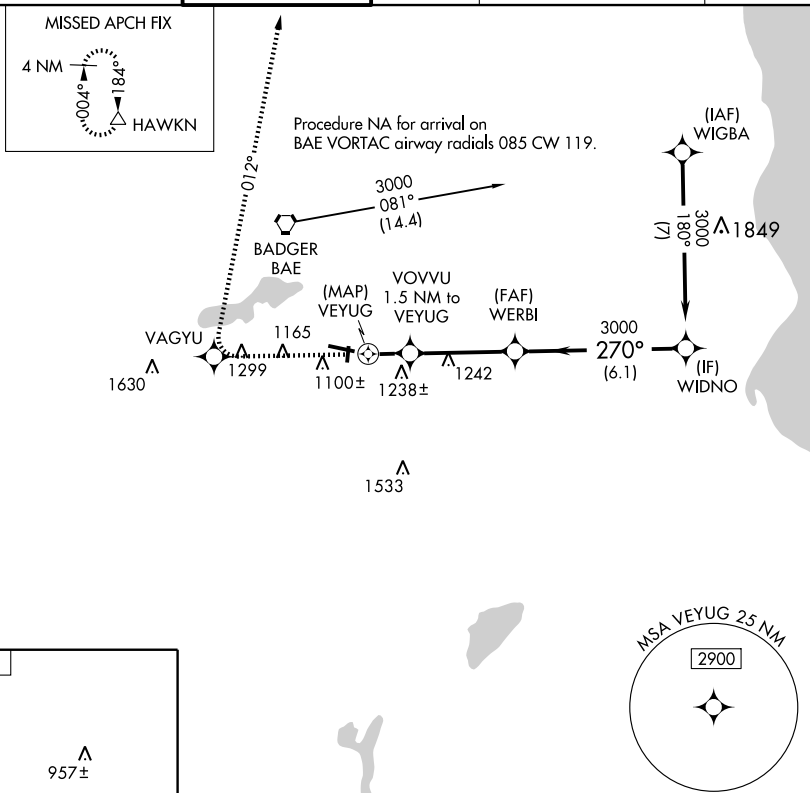 MISSED APCH FIX
4 NM
004°
184°
HAWKN
012°
Procedure NA for arrival on
BAE VORTAC airway radials 085 CW 119.
(IAF)
WIGBA
3000
081°
(14.4)
BADGER
BAE
3000
180°
(7)
1849
(MAP)
VEYUG
VOVVU
1.5 NM to
VEYUG
(FAF)
WERBI
VAGYU
1165
3000
270°
(6.1)
(IF)
WIDNO
1630
1299
1100±
1238±
1242
1533
MSA VEYUG 25 NM
2900
957±